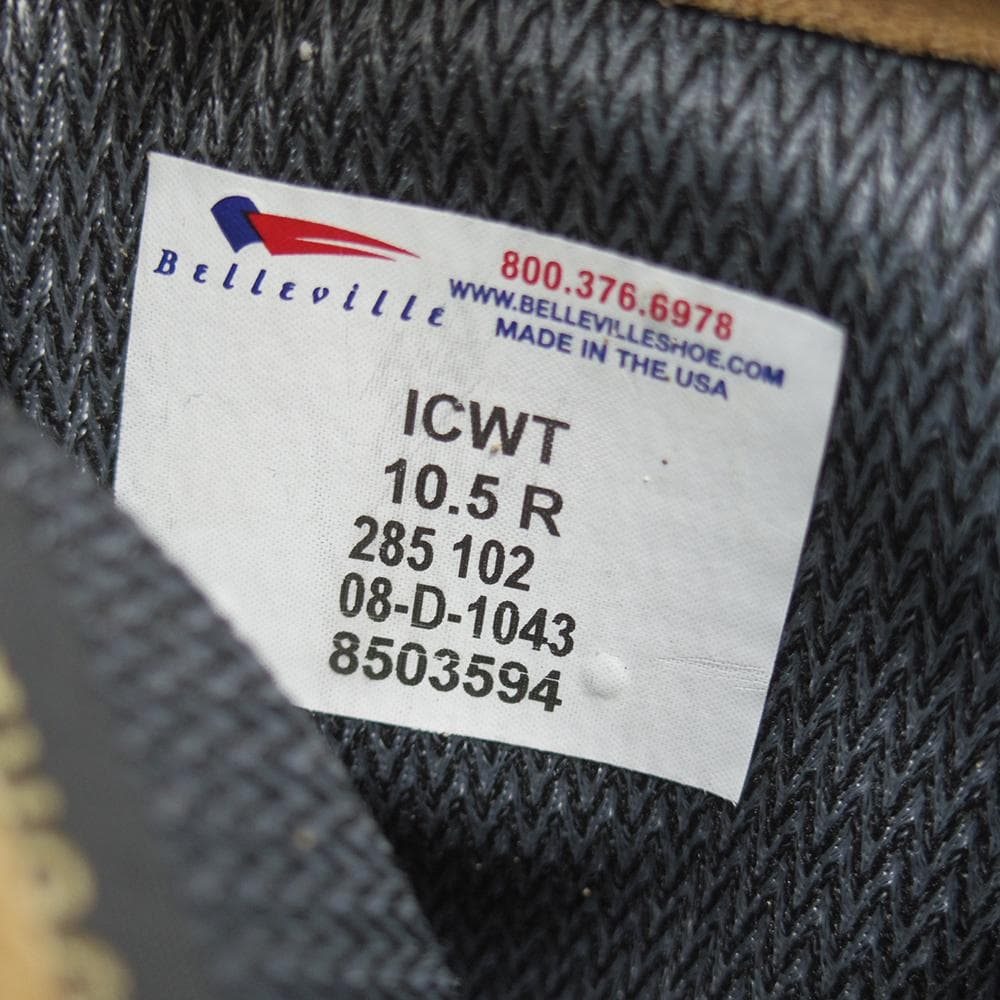 Belleville
800.376.6978
WWW.BELLEVILLESHOE.COM
MADE IN THE USA
ICWT
10.5 R
285 102
08-D-1043
8503594